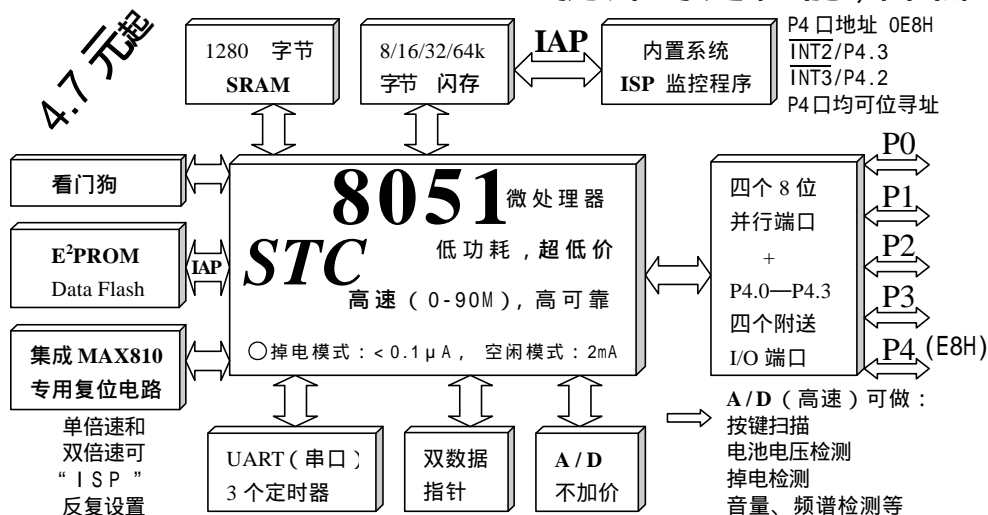 4.7 元起
1280 字节
SRAM
8/16/32/64k
字节 闪存
IAP
内置系统
ISP 监控程序
P4口地址 0E8H
INT2/P4.3
INT3/P4.2
P4口均可位寻址
看门狗
E²PROM
Data Flash
IAP
集成 MAX810
专用复位电路
单倍速和
双倍速可
“ISP”
反复设置
8051 微处理器
STC 低功耗,超低价
高速(0-90M),高可靠
○掉电模式:<0.1μA, 空闲模式:2mA
四个 8 位
并行端口
+
P4.0—P4.3
四个附送
I/O 端口
P0
P1
P2
P3
P4 (E8H)
UART(串口)
3 个定时器
双数据
指针
A/D
不加价
A/D(高速)可做:
按键扫描
电池电压检测
掉电检测
音量、频谱检测等